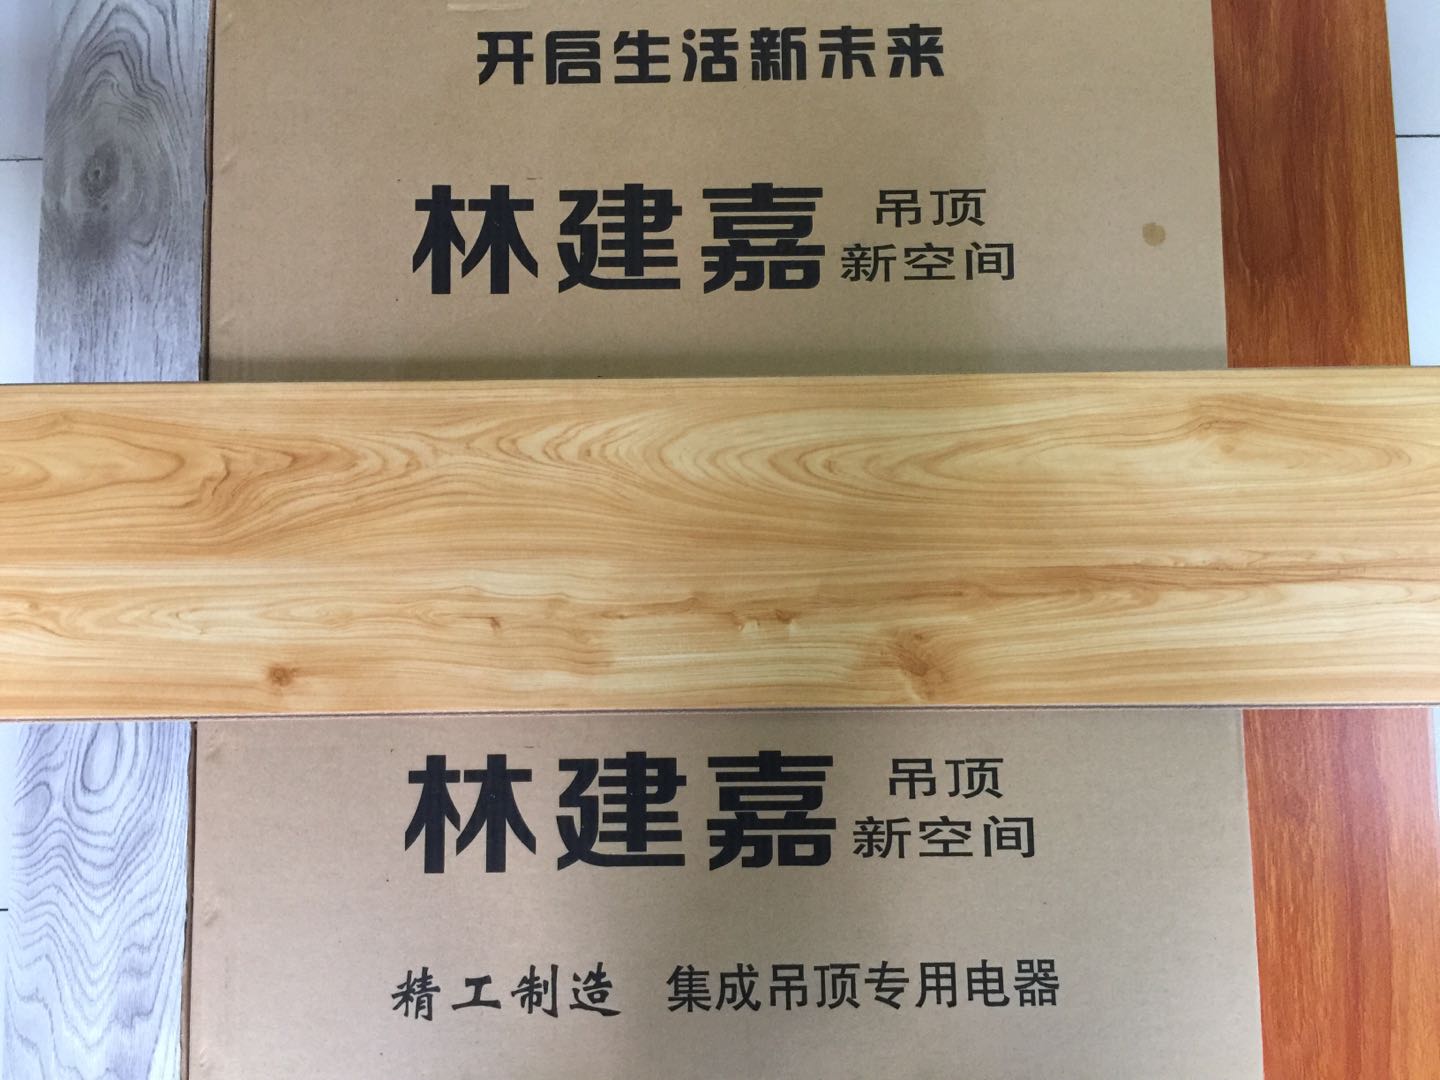 开启生活新未来
林建嘉 吊顶
新空间
林建嘉 吊顶
新空间
精工制造 集成吊顶专用电器